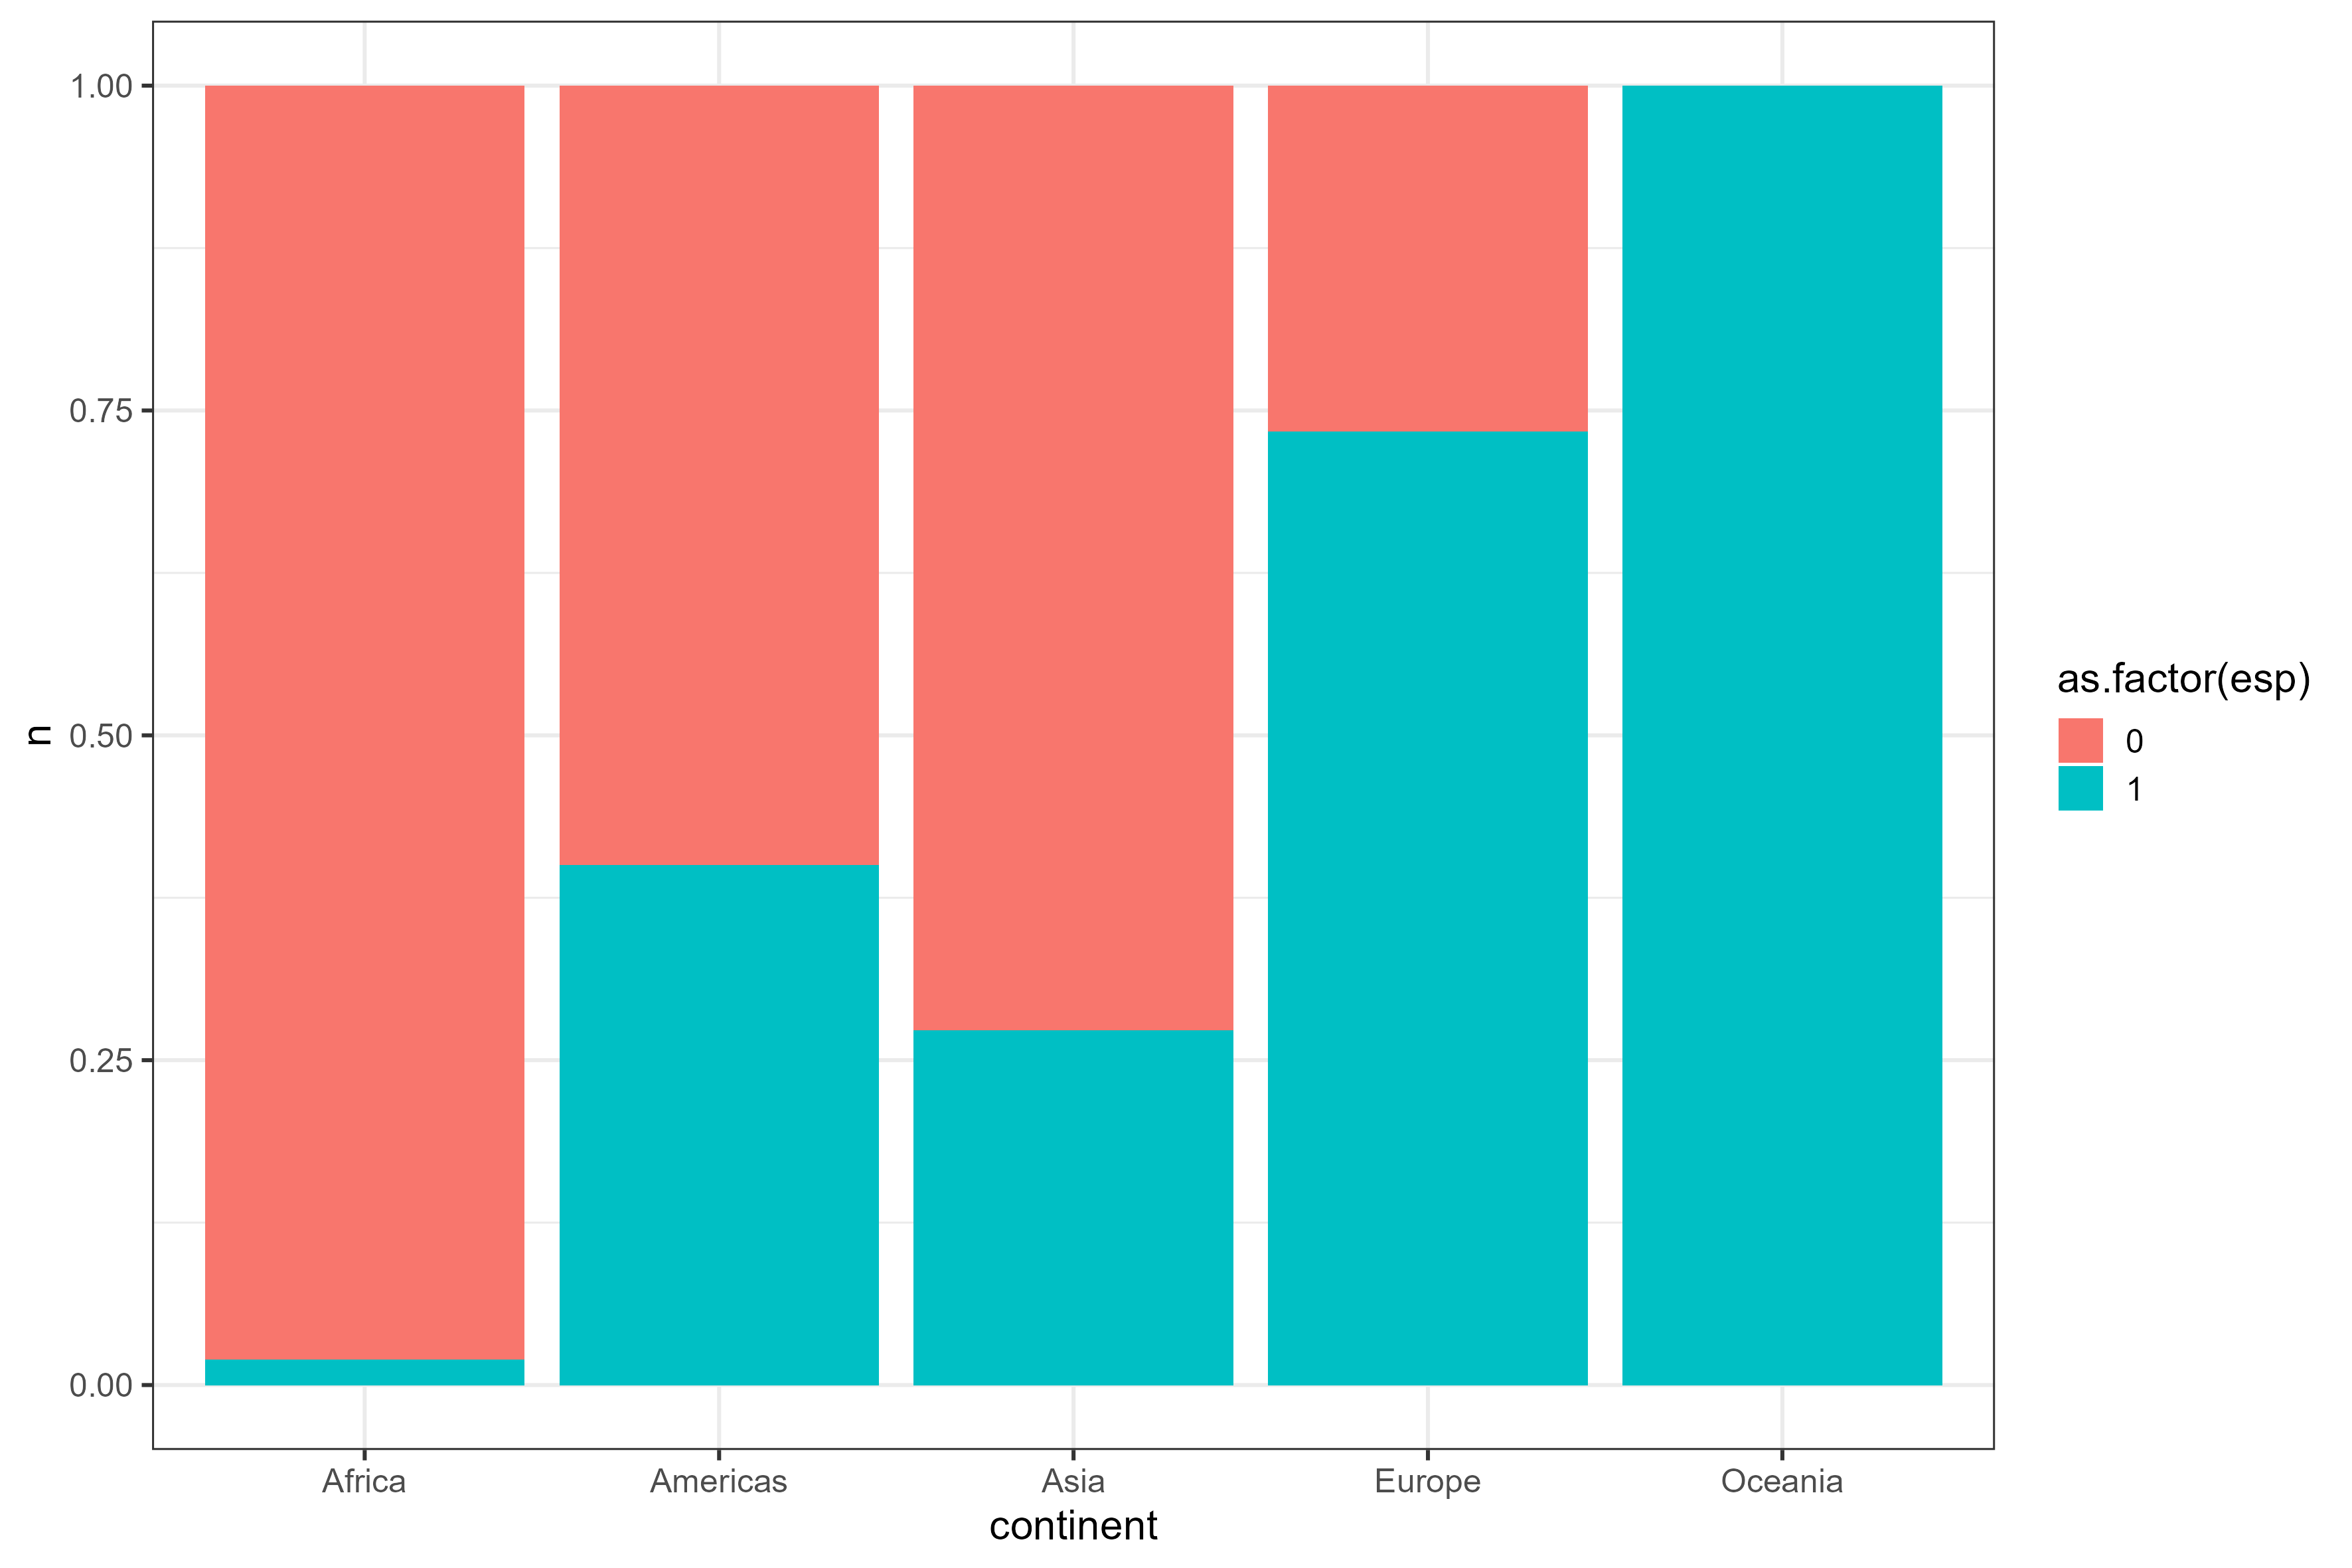 1.00
0.75
0.50
0.25
0.00
n
Africa
Americas
Asia
Europe
Oceania
continent
as.factor(esp)
0
1